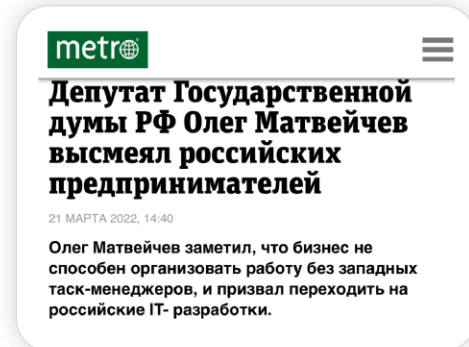 metro
Депутат Государственной
думы РФ Олег Матвейчев
высмеял российских
предпринимателей
21 МАРТА 2022, 14:40
Олег Матвейчев заметил, что бизнес не
способен организовать работу без западных
таск-менеджеров, и призвал переходить на
российские IT- разработки.